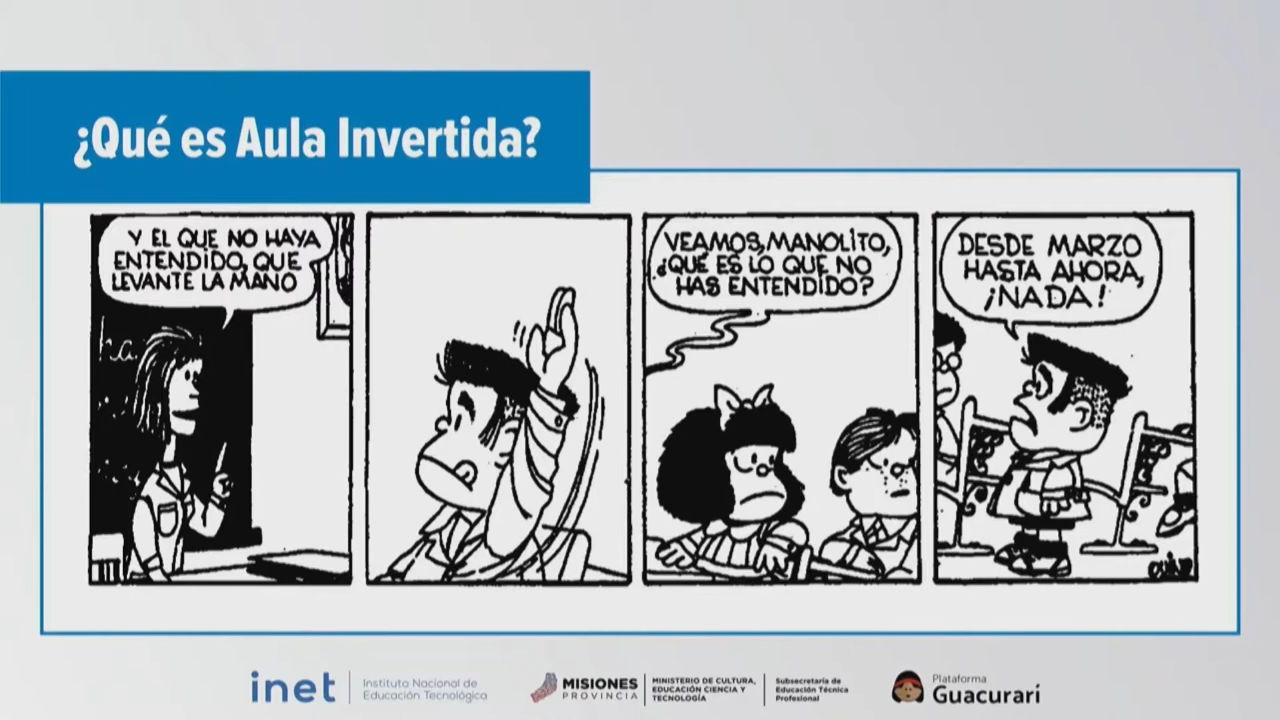 ¿Qué es Aula Invertida?
Y EL QUE NO HAYA
ENTENDIDO, QUE
LEVANTE LA MANO
VEAMOS, MANOLITO,
¿QUÉ ES LO QUE NO
HAS ENTENDIDO?
DESDE MARZO
HASTA AHORA,
¡NADA!
QUINO
inet
Instituto Nacional de
Educación Tecnológica
MISIONES
PROVINCIA
MINISTERIO DE CULTURA,
EDUCACIÓN CIENCIA Y
TECNOLOGÍA
Subsecretaría de
Educación Técnica
Profesional
Plataforma
Guacurarí